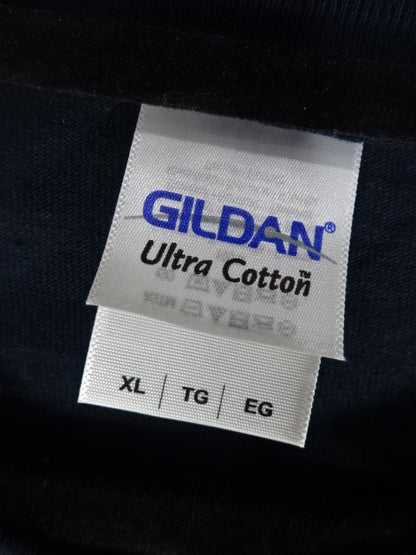 GILDAN®
Ultra Cotton™
XL | TG | EG